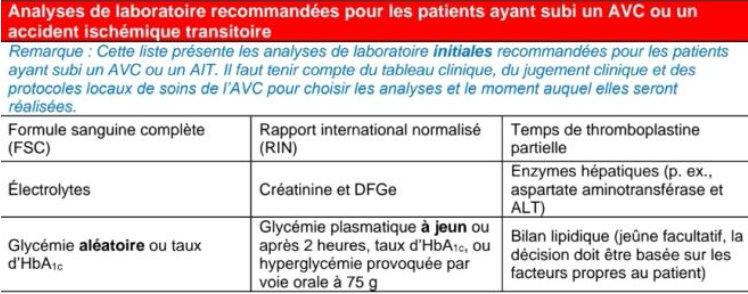 Analyses de laboratoire recommandées pour les patients ayant subi un AVC ou un
accident ischémique transitoire
Remarque : Cette liste présente les analyses de laboratoire initiales recommandées pour les patients
ayant subi un AVC ou un AIT. Il faut tenir compte du tableau clinique, du jugement clinique et des
protocoles locaux de soins de l'AVC pour choisir les analyses et le moment auquel elles seront
réalisées.
Formule sanguine complète
(FSC)
Rapport international normalisé
(RIN)
Temps de thromboplastine
partielle
Électrolytes
Créatinine et DFGe
Enzymes hépatiques (p. ex.,
aspartate aminotransférase et
ALT)
Glycémie aléatoire ou taux
d'HbA1c
Glycémie plasmatique à jeun ou
après 2 heures, taux d'HbA1c, ou
hyperglycémie provoquée par
voie orale à 75 g
Bilan lipidique (jeûne facultatif, la
décision doit être basée sur les
facteurs propres au patient)